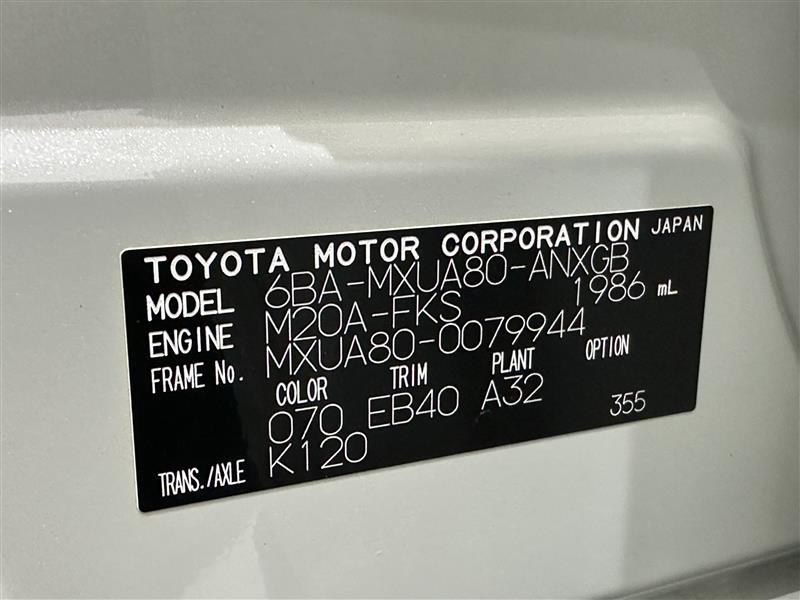 TOYOTA MOTOR CORPORATION JAPAN
MODEL 6BA-MXUA80-ANXGB
ENGINE M20A-FKS 1986 mL
FRAME No. MXUA80-0079944
COLOR TRIM PLANT OPTION
070 EB40 A32 355
TRANS./AXLE K120